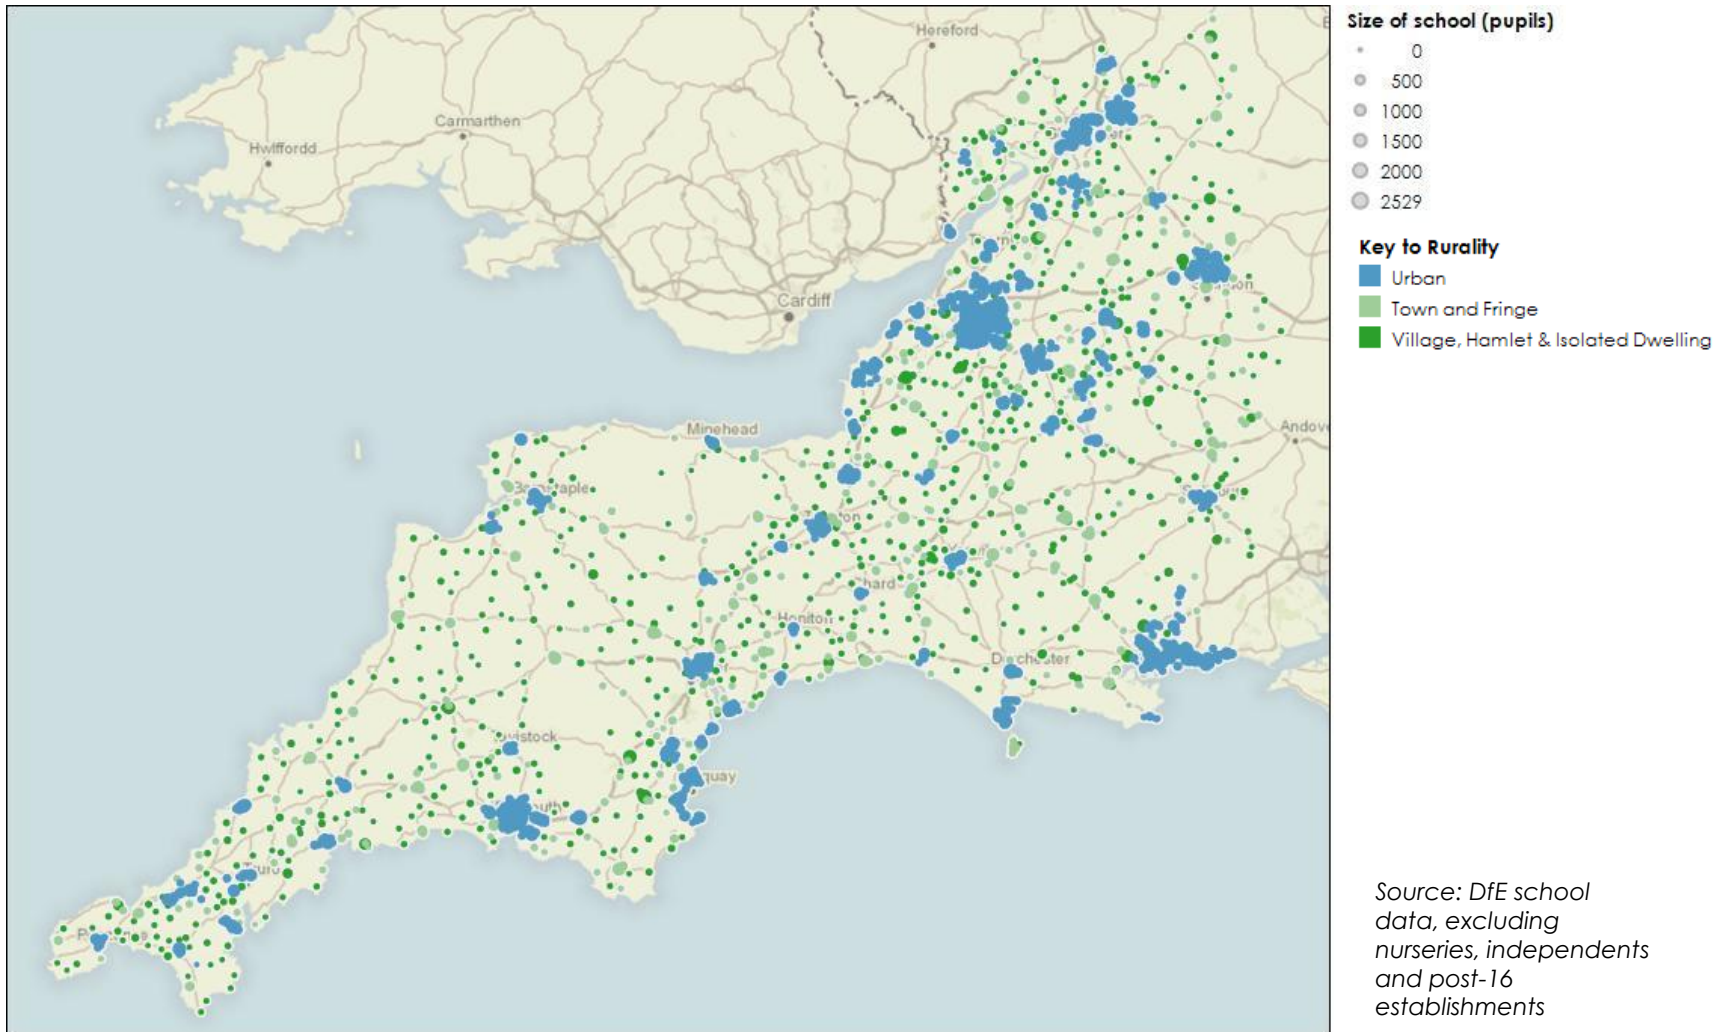 Hereford
Carmarthen
Hwlffordd
Cardiff
Minehead
Andove
Honiton
Size of school (pupils)
0
500
1000
1500
2000
2529
Key to Rurality
Urban
Town and Fringe
Village, Hamlet & Isolated Dwelling
Source: DfE school
data, excluding
nurseries, independents
and post-16
establishments